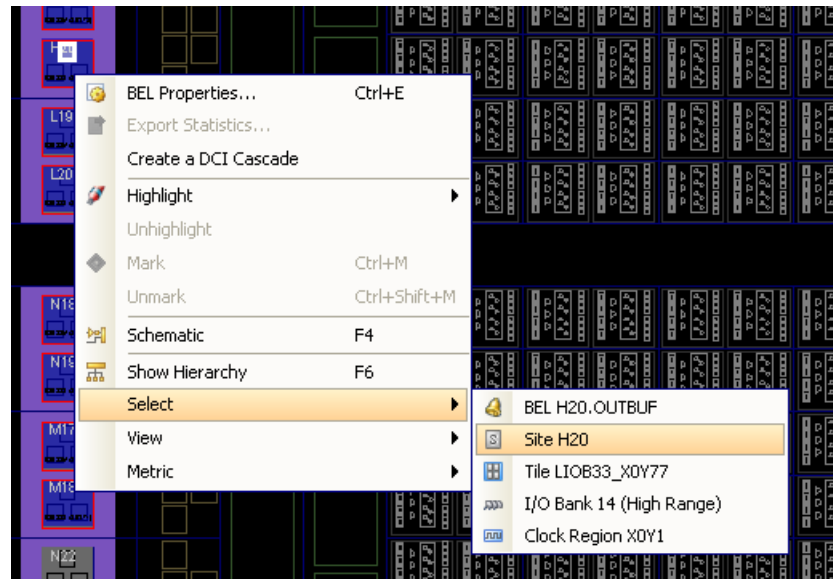 BEL Properties... Ctrl+E
Export Statistics...
Create a DCI Cascade
Highlight
Unhighlight
Mark Ctrl+M
Unmark Ctrl+Shift+M
Schematic F4
Show Hierarchy F6
Select
View
Metric
BEL H20.OUTBUF
Site H20
Tile LIOB33_X0Y77
I/O Bank 14 (High Range)
Clock Region X0Y1
L19
L20
N18
N19
M17
M18
N22